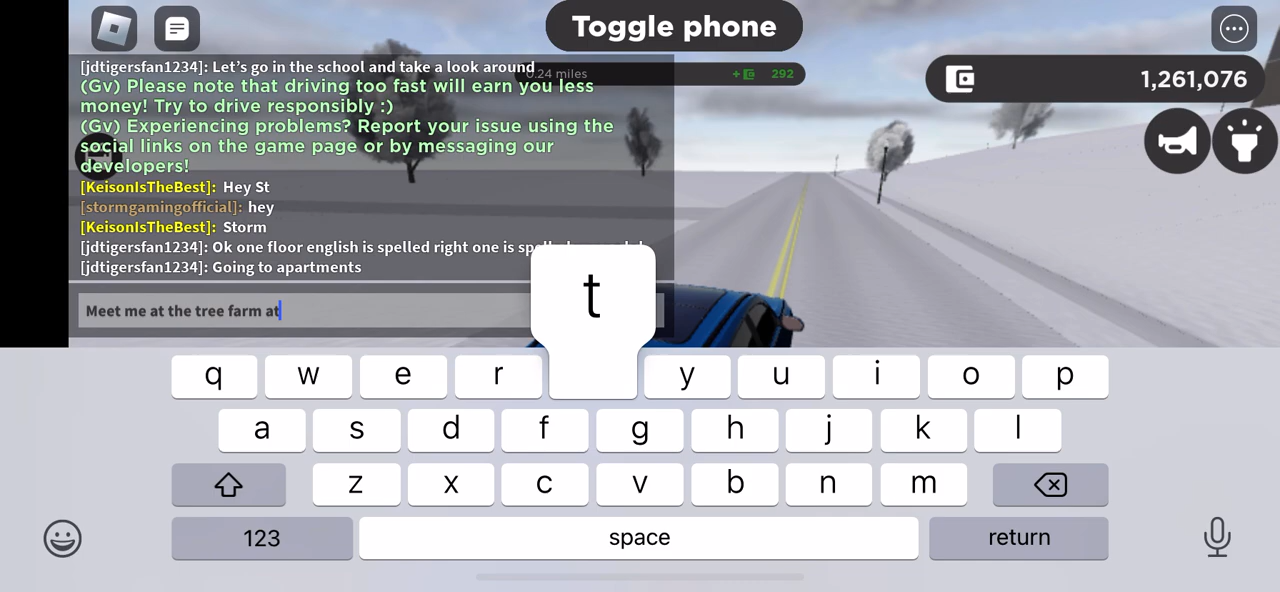 Toggle phone
[jdtigersfan1234]: Let's go in the school and take a look around
0.24 miles
+ 292
1,261,076
(Gv) Please note that driving too fast will earn you less
money! Try to drive responsibly :)
(Gv) Experiencing problems? Report your issue using the
social links on the game page or by messaging our
developers!
[KeisonIsTheBest]: Hey St
[stormgamingofficial]: hey
[KeisonIsTheBest]: Storm
[jdtigersfan1234]: Ok one floor english is spelled right one is
[jdtigersfan1234]: Going to apartments
Meet me at the tree farm at
t
q w e r y u i o p
a s d f g h j k l
z x c v b n m
123 space return